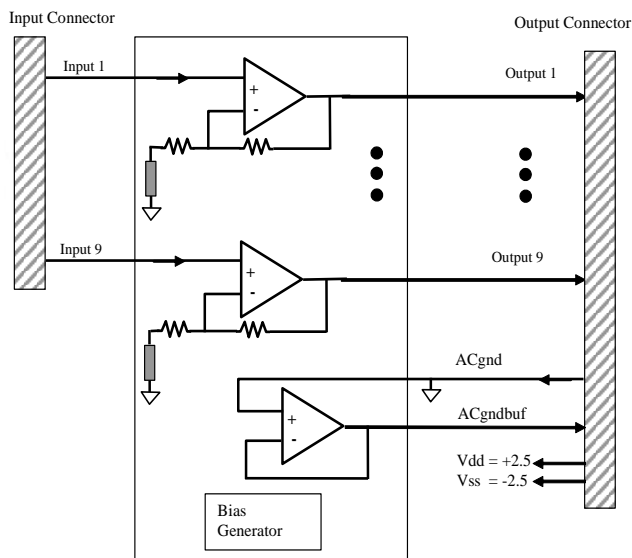 Input Connector
Output Connector
Input 1
Output 1
+
-
Input 9
Output 9
+
-
ACgnd
ACgndbuf
+
-
Vdd = +2.5
Vss = -2.5
Bias
Generator